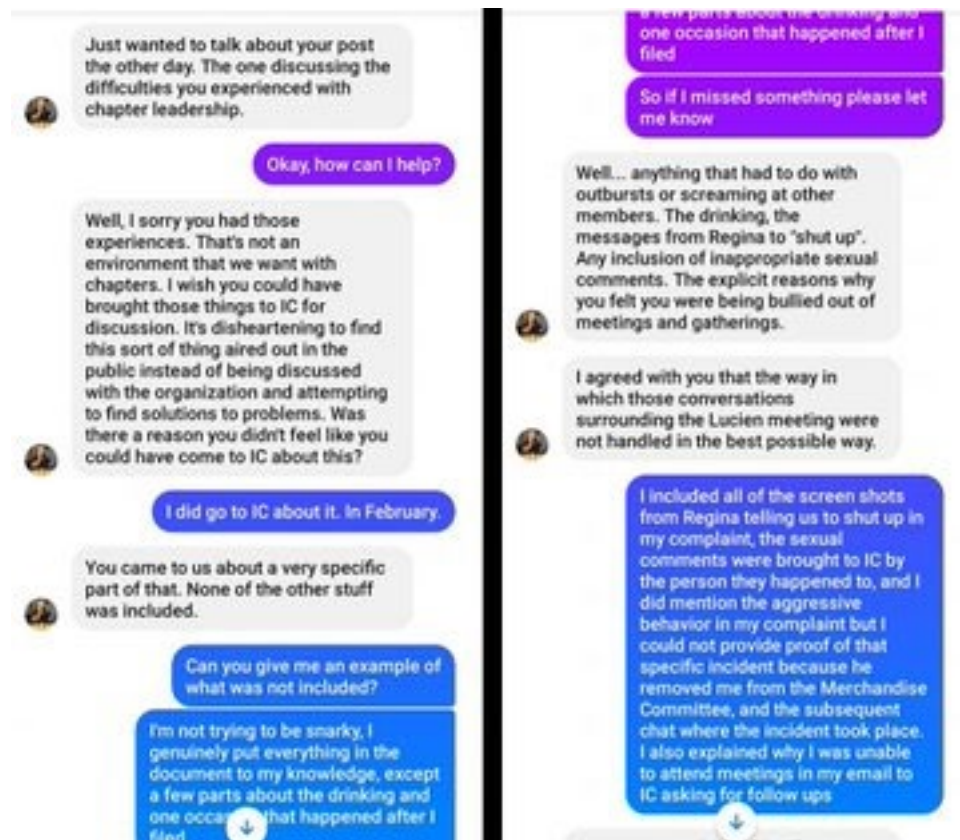 Just wanted to talk about your post
the other day. The one discussing the
difficulties you experienced with
chapter leadership.
Okay, how can I help?
Well, I sorry you had those
experiences. That's not an
environment that we want with
chapters. I wish you could have
brought those things to IC for
discussion. It's disheartening to find
this sort of thing aired out in the
public instead of being discussed
with the organization and attempting
to find solutions to problems. Was
there a reason you didn't feel like you
could have come to IC about this?
I did go to IC about it. In February.
You came to us about a very specific
part of that. None of the other stuff
was included.
Can you give me an example of
what was not included?
I'm not trying to be snarky, I
genuinely put everything in the
document to my knowledge, except
a few parts about the drinking and
one that happened after I
filed
a few parts about the drinking and
one occasion that happened after I
filed
So if I missed something please let
me know
Well... anything that had to do with
outbursts or screaming at other
members. The drinking, the
messages from Regina to "shut up".
Any inclusion of inappropriate sexual
comments. The explicit reasons why
you felt you were being bullied out of
meetings and gatherings.
I agreed with you that the way in
which those conversations
surrounding the Lucien meeting were
not handled in the best possible way.
I included all of the screen shots
from Regina telling us to shut up in
my complaint, the sexual
comments were brought to IC by
the person they happened to, and I
did mention the aggressive
behavior in my complaint but I
could not provide proof of that
specific incident because he
removed me from the Merchandise
Committee, and the subsequent
chat where the incident took place.
I also explained why I was unable
to attend meetings in my email to
IC asking for follow ups